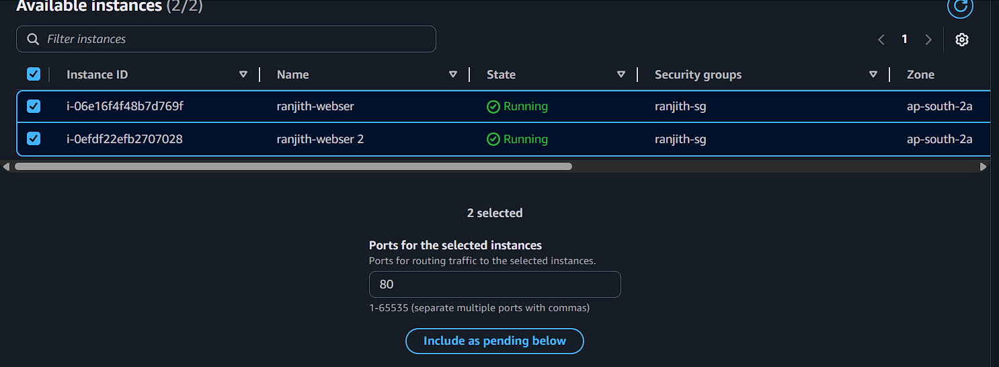 Available instances (2/2)
Filter instances
1
Instance ID Name State Security groups Zone
i-06e16f4f48b7d769f ranjith-webser Running ranjith-sg ap-south-2a
i-0efdf22efb2707028 ranjith-webser 2 Running ranjith-sg ap-south-2a
2 selected
Ports for the selected instances
Ports for routing traffic to the selected instances.
80
1-65535 (separate multiple ports with commas)
Include as pending below